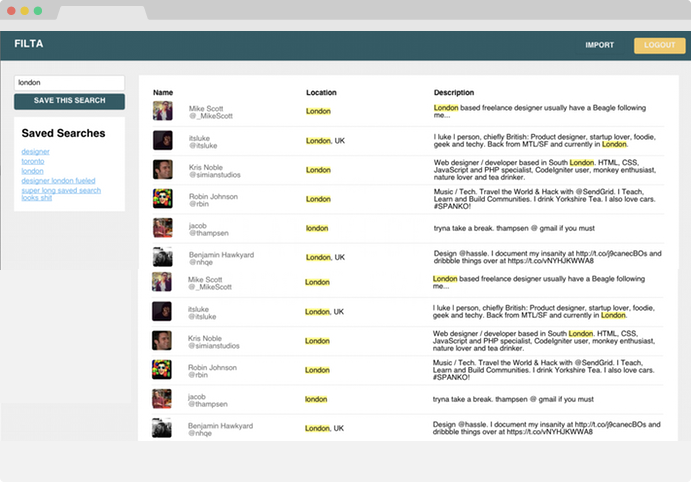 FILTA
IMPORT
LOGOUT
london
SAVE THIS SEARCH
Saved Searches
designer
toronto
london
designer london fueled
super long saved search
looks shit
Name Location Description
Mike Scott
@_MikeScott
London
London based freelance designer usually have a Beagle following
me...
itsluke
@itsluke
London, UK
I luke I person, chiefly British: Product designer, startup lover, foodie,
geek and techy. Back from MTL/SF and currently in London.
Kris Noble
@simianstudios
London
Web designer / developer based in South London. HTML, CSS,
JavaScript and PHP specialist, CodeIgniter user, monkey enthusiast,
nature lover and tea drinker.
Robin Johnson
@rbin
London
Music / Tech. Travel the World & Hack with @SendGrid. I Teach,
Learn and Build Communities. I drink Yorkshire Tea. I also love cars.
#SPANKO!
jacob
@thampsen
london
tryna take a break. thampsen @ gmail if you must
Benjamin Hawkyard
@nhqe
London, UK
Design @hassle. I document my insanity at http://t.co/j9canecBOs and
dribbble things over at https://t.co/vNYHJKWWA8
Mike Scott
@_MikeScott
London
London based freelance designer usually have a Beagle following
me...
itsluke
@itsluke
London, UK
I luke I person, chiefly British: Product designer, startup lover, foodie,
geek and techy. Back from MTL/SF and currently in London.
Kris Noble
@simianstudios
London
Web designer / developer based in South London. HTML, CSS,
JavaScript and PHP specialist, CodeIgniter user, monkey enthusiast,
nature lover and tea drinker.
Robin Johnson
@rbin
London
Music / Tech. Travel the World & Hack with @SendGrid. I Teach,
Learn and Build Communities. I drink Yorkshire Tea. I also love cars.
#SPANKO!
jacob
@thampsen
london
tryna take a break. thampsen @ gmail if you must
Benjamin Hawkyard
@nhqe
London, UK
Design @hassle. I document my insanity at http://t.co/j9canecBOs and
dribbble things over at https://t.co/vNYHJKWWA8